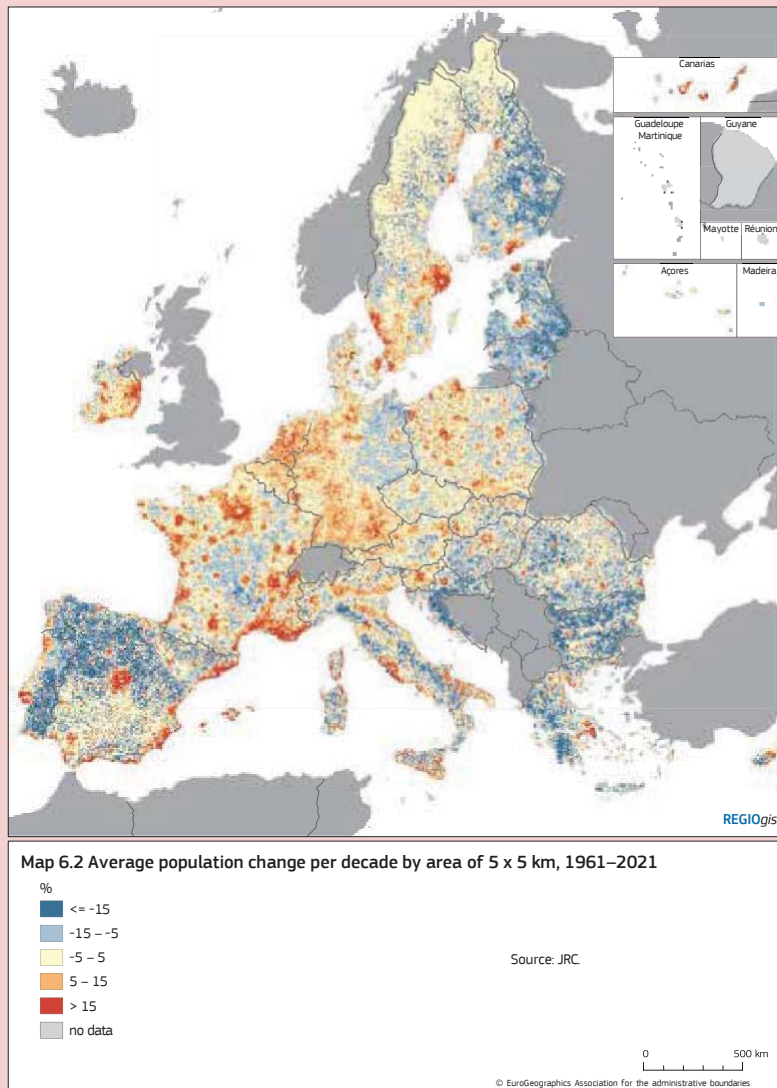 Canarias
Guadeloupe
Martinique
Guyane
Mayotte
Réunion
Açores
Madeira
REGIOgis
Map 6.2 Average population change per decade by area of 5 x 5 km, 1961–2021
%
<= -15
-15 – -5
-5 – 5
5 – 15
> 15
no data
Source: JRC.
0 500 km
© EuroGeographics Association for the administrative boundaries